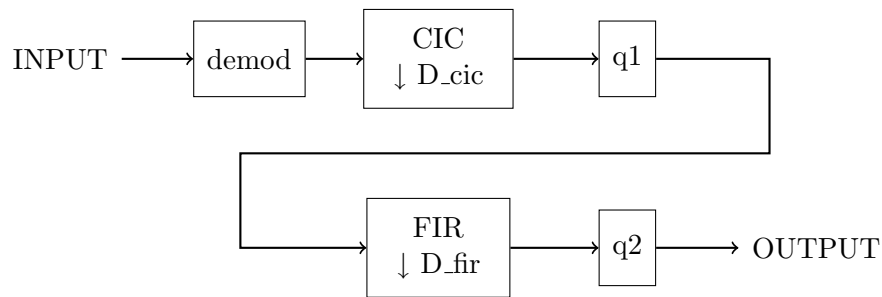 INPUT
demod
CIC
↓ D_cic
q1
FIR
↓ D_fir
q2
OUTPUT